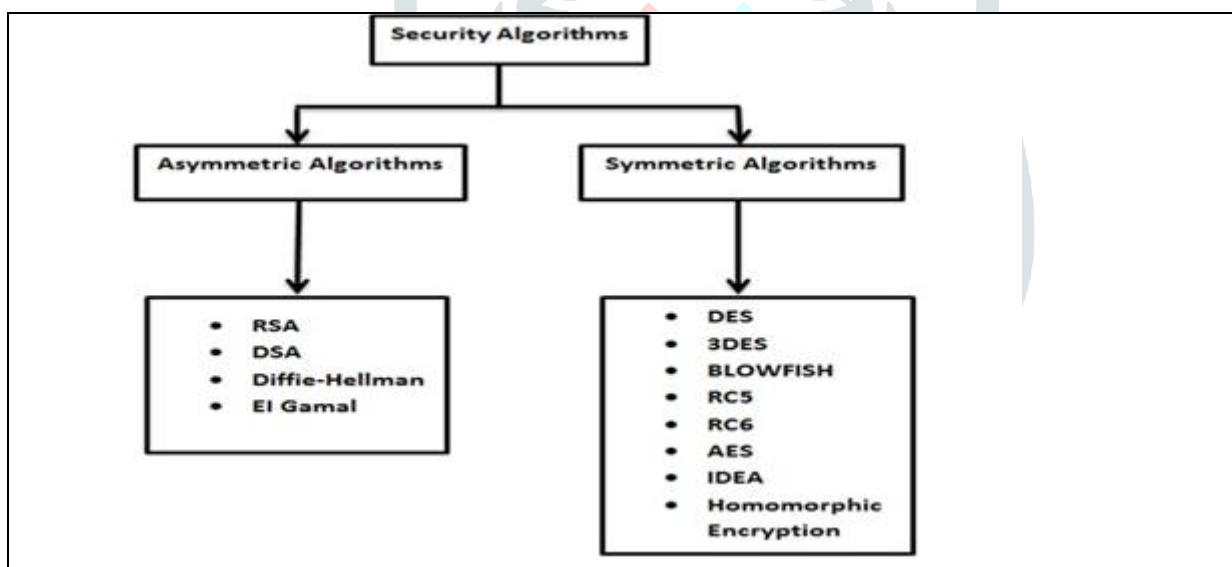 Security Algorithms
Asymmetric Algorithms
Symmetric Algorithms
• RSA
• DSA
• Diffie-Hellman
• EI Gamal
• DES
• 3DES
• BLOWFISH
• RC5
• RC6
• AES
• IDEA
• Homomorphic
Encryption